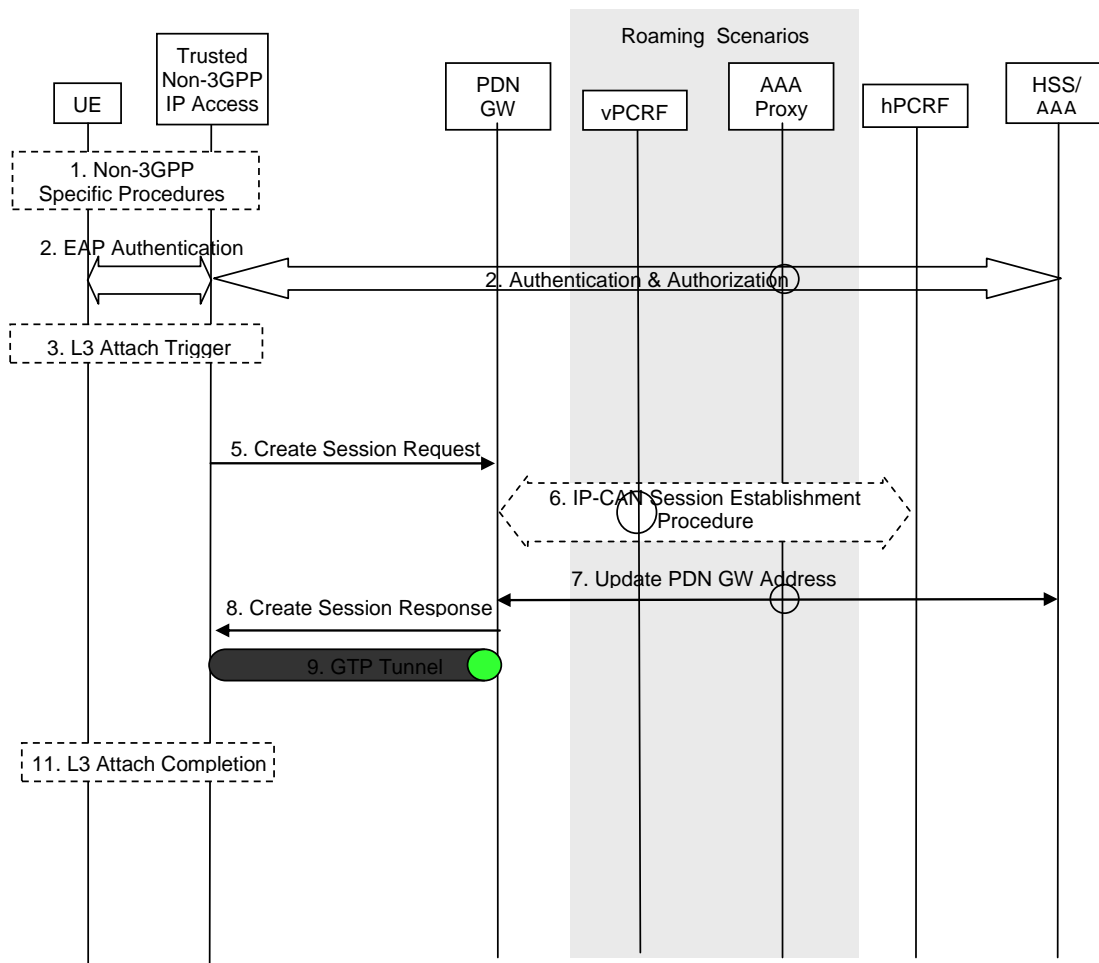 Roaming Scenarios
UE
Trusted
Non-3GPP
IP Access
PDN
GW
vPCRF
AAA
Proxy
hPCRF
HSS/
AAA
1. Non-3GPP
Specific Procedures
2. EAP Authentication
2. Authentication & Authorization
3. L3 Attach Trigger
5. Create Session Request
6. IP-CAN Session Establishment
Procedure
7. Update PDN GW Address
8. Create Session Response
9. GTP Tunnel
11. L3 Attach Completion